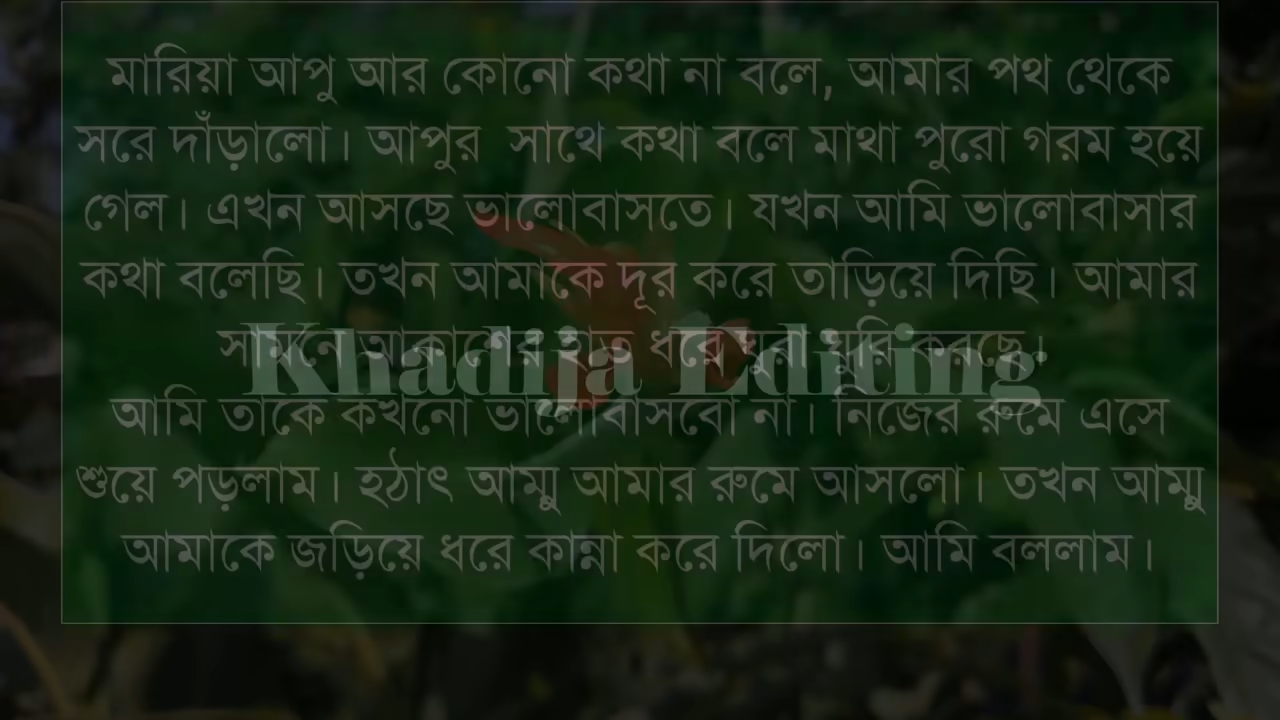 মারিয়া আপু আর কোনো কথা না বলে, আমার পথ থেকে
সরে দাঁড়ালো। আপুর সাথে কথা বলে মাথা পুরো গরম হয়ে
গেল। এখন আসছে ভালোবাসতে। যখন আমি ভালোবাসার
কথা বলেছি। তখন আমাকে দূর করে তাড়িয়ে দিছি। আমার
ধরে
Khadija Editing
আমি তাকে কখনো ভালো বাসবো না। নিজের রুমে এসে
শুয়ে পড়লাম। হঠাৎ আম্মু আমার রুমে আসলো। তখন আম্মু
আমাকে জড়িয়ে ধরে কান্না করে দিলো। আমি বললাম।